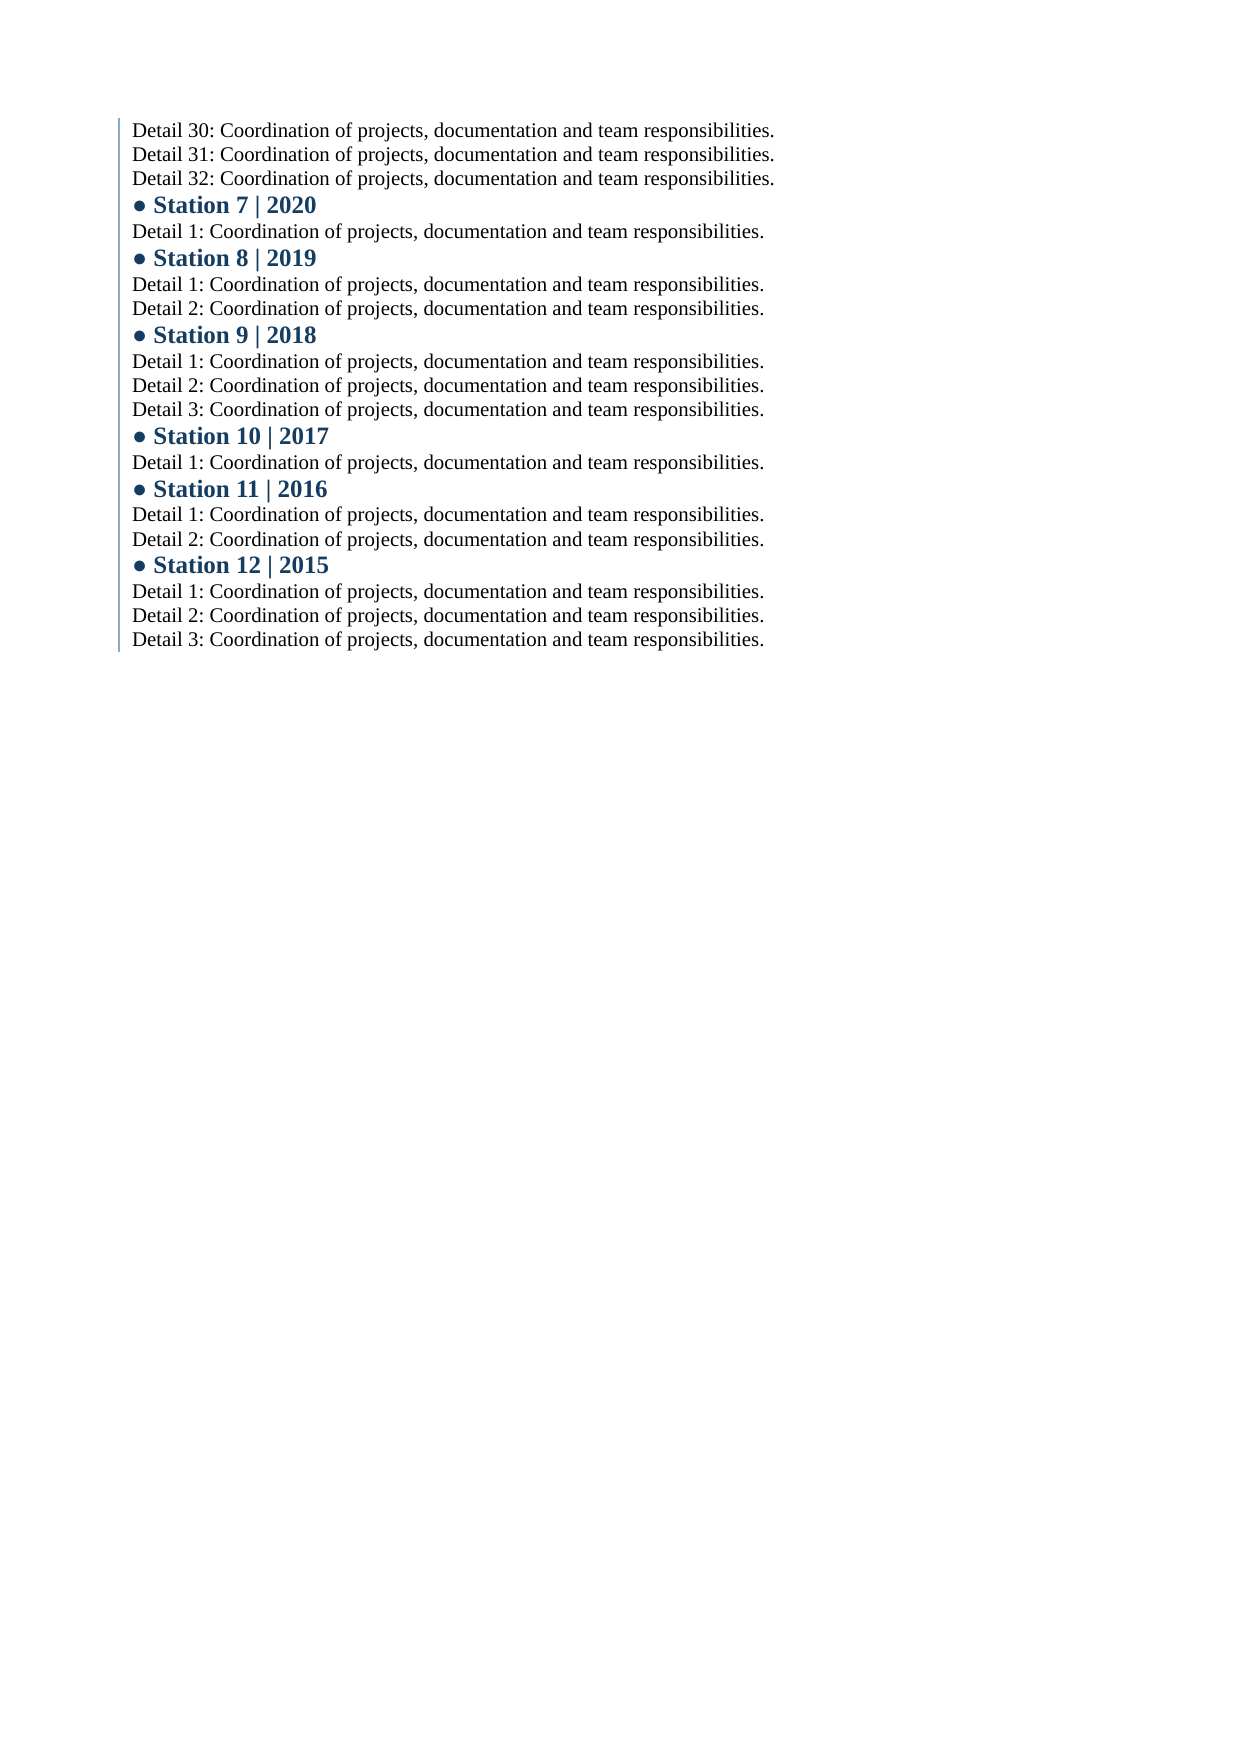 Detail 30: Coordination of projects, documentation and team responsibilities.
Detail 31: Coordination of projects, documentation and team responsibilities.
Detail 32: Coordination of projects, documentation and team responsibilities.
● Station 7 | 2020
Detail 1: Coordination of projects, documentation and team responsibilities.
● Station 8 | 2019
Detail 1: Coordination of projects, documentation and team responsibilities.
Detail 2: Coordination of projects, documentation and team responsibilities.
● Station 9 | 2018
Detail 1: Coordination of projects, documentation and team responsibilities.
Detail 2: Coordination of projects, documentation and team responsibilities.
Detail 3: Coordination of projects, documentation and team responsibilities.
● Station 10 | 2017
Detail 1: Coordination of projects, documentation and team responsibilities.
● Station 11 | 2016
Detail 1: Coordination of projects, documentation and team responsibilities.
Detail 2: Coordination of projects, documentation and team responsibilities.
● Station 12 | 2015
Detail 1: Coordination of projects, documentation and team responsibilities.
Detail 2: Coordination of projects, documentation and team responsibilities.
Detail 3: Coordination of projects, documentation and team responsibilities.